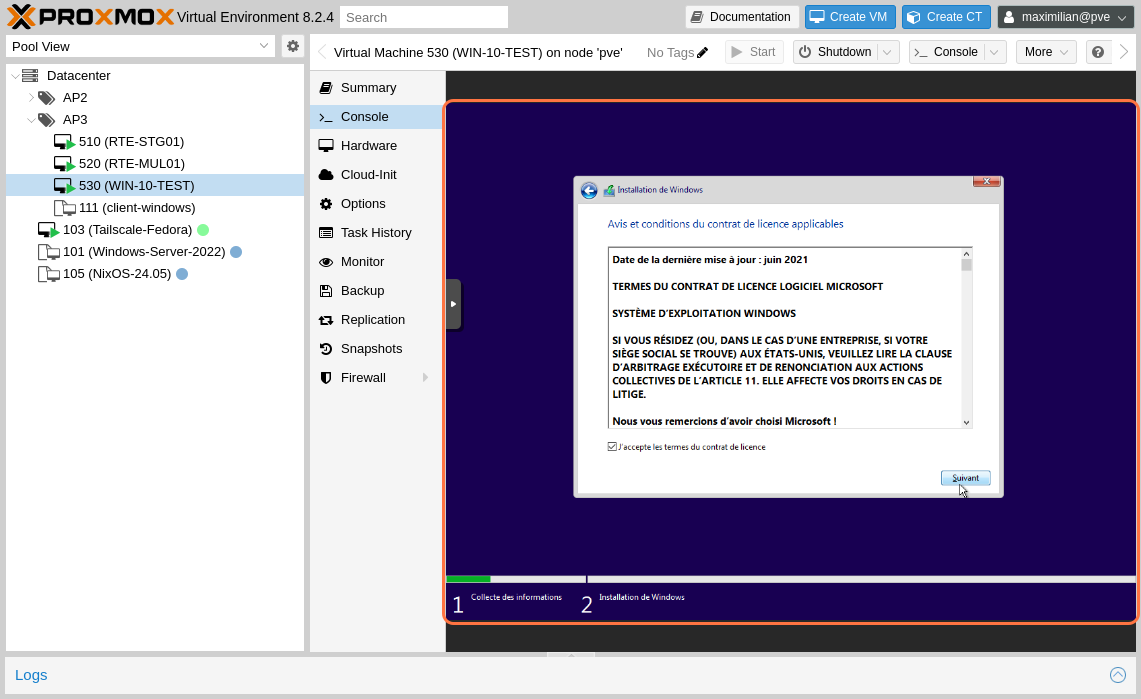 PROXMOX Virtual Environment 8.2.4 Search Documentation Create VM Create CT maximilian@pve
Pool View
Datacenter
AP2
AP3
510 (RTE-STG01)
520 (RTE-MUL01)
530 (WIN-10-TEST)
111 (client-windows)
103 (Tailscale-Fedora)
101 (Windows-Server-2022)
105 (NixOS-24.05)
Virtual Machine 530 (WIN-10-TEST) on node 'pve' No Tags Start Shutdown Console More
Summary
Console
Hardware
Cloud-Init
Options
Task History
Monitor
Backup
Replication
Snapshots
Firewall
Installation de Windows
Avis et conditions du contrat de licence applicables
Date de la dernière mise à jour : juin 2021
TERMES DU CONTRAT DE LICENCE LOGICIEL MICROSOFT
SYSTÈME D'EXPLOITATION WINDOWS
SI VOUS RÉSIDEZ (OU, DANS LE CAS D'UNE ENTREPRISE, SI VOTRE
SIÈGE SOCIAL SE TROUVE) AUX ÉTATS-UNIS, VEUILLEZ LIRE LA CLAUSE
D'ARBITRAGE EXÉCUTOIRE ET DE RENONCIATION AUX ACTIONS
COLLECTIVES DE L'ARTICLE 11. ELLE AFFECTE VOS DROITS EN CAS DE
LITIGE.
Nous vous remercions d'avoir choisi Microsoft !
J'accepte les termes du contrat de licence
Suivant
1 Collecte des informations 2 Installation de Windows
Logs